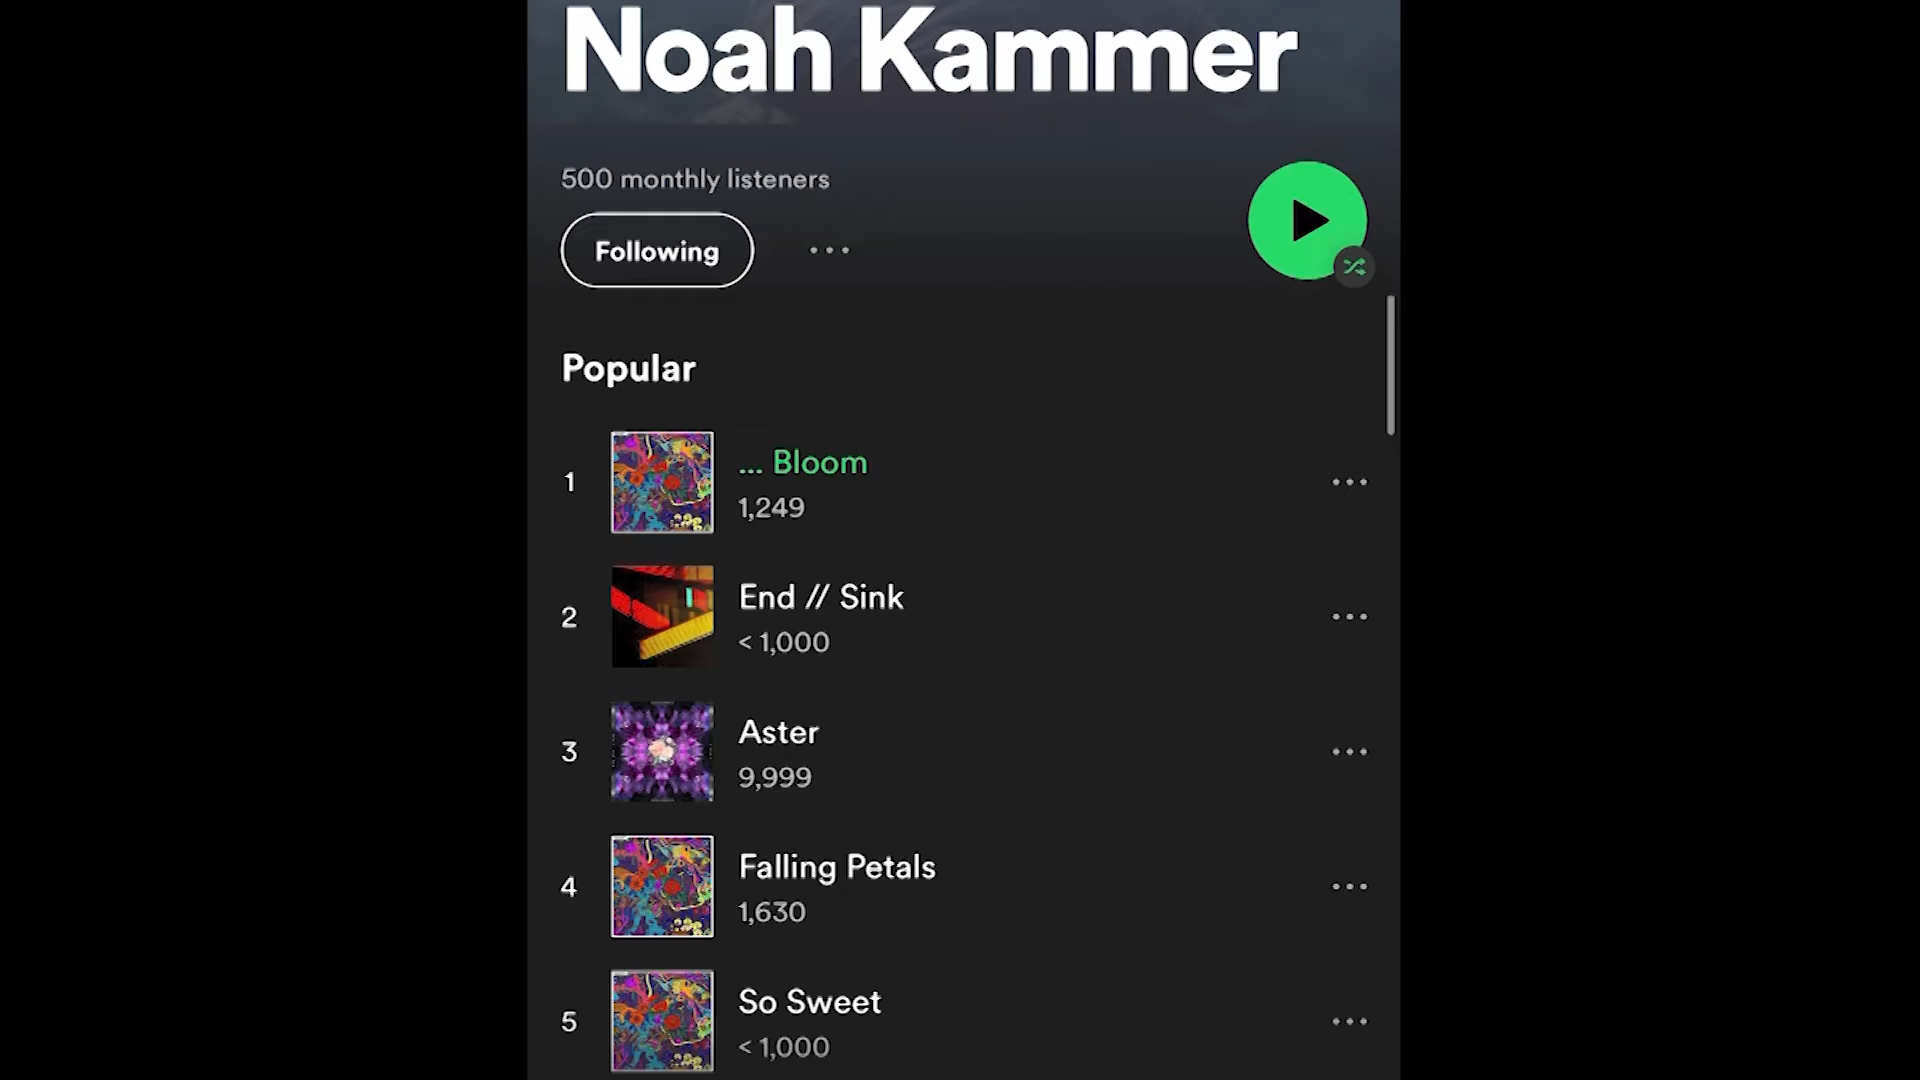 Noah Kammer
500 monthly listeners
Following
Popular
1
... Bloom
1,249
2
End // Sink
< 1,000
3
Aster
9,999
4
Falling Petals
1,630
5
So Sweet
< 1,000